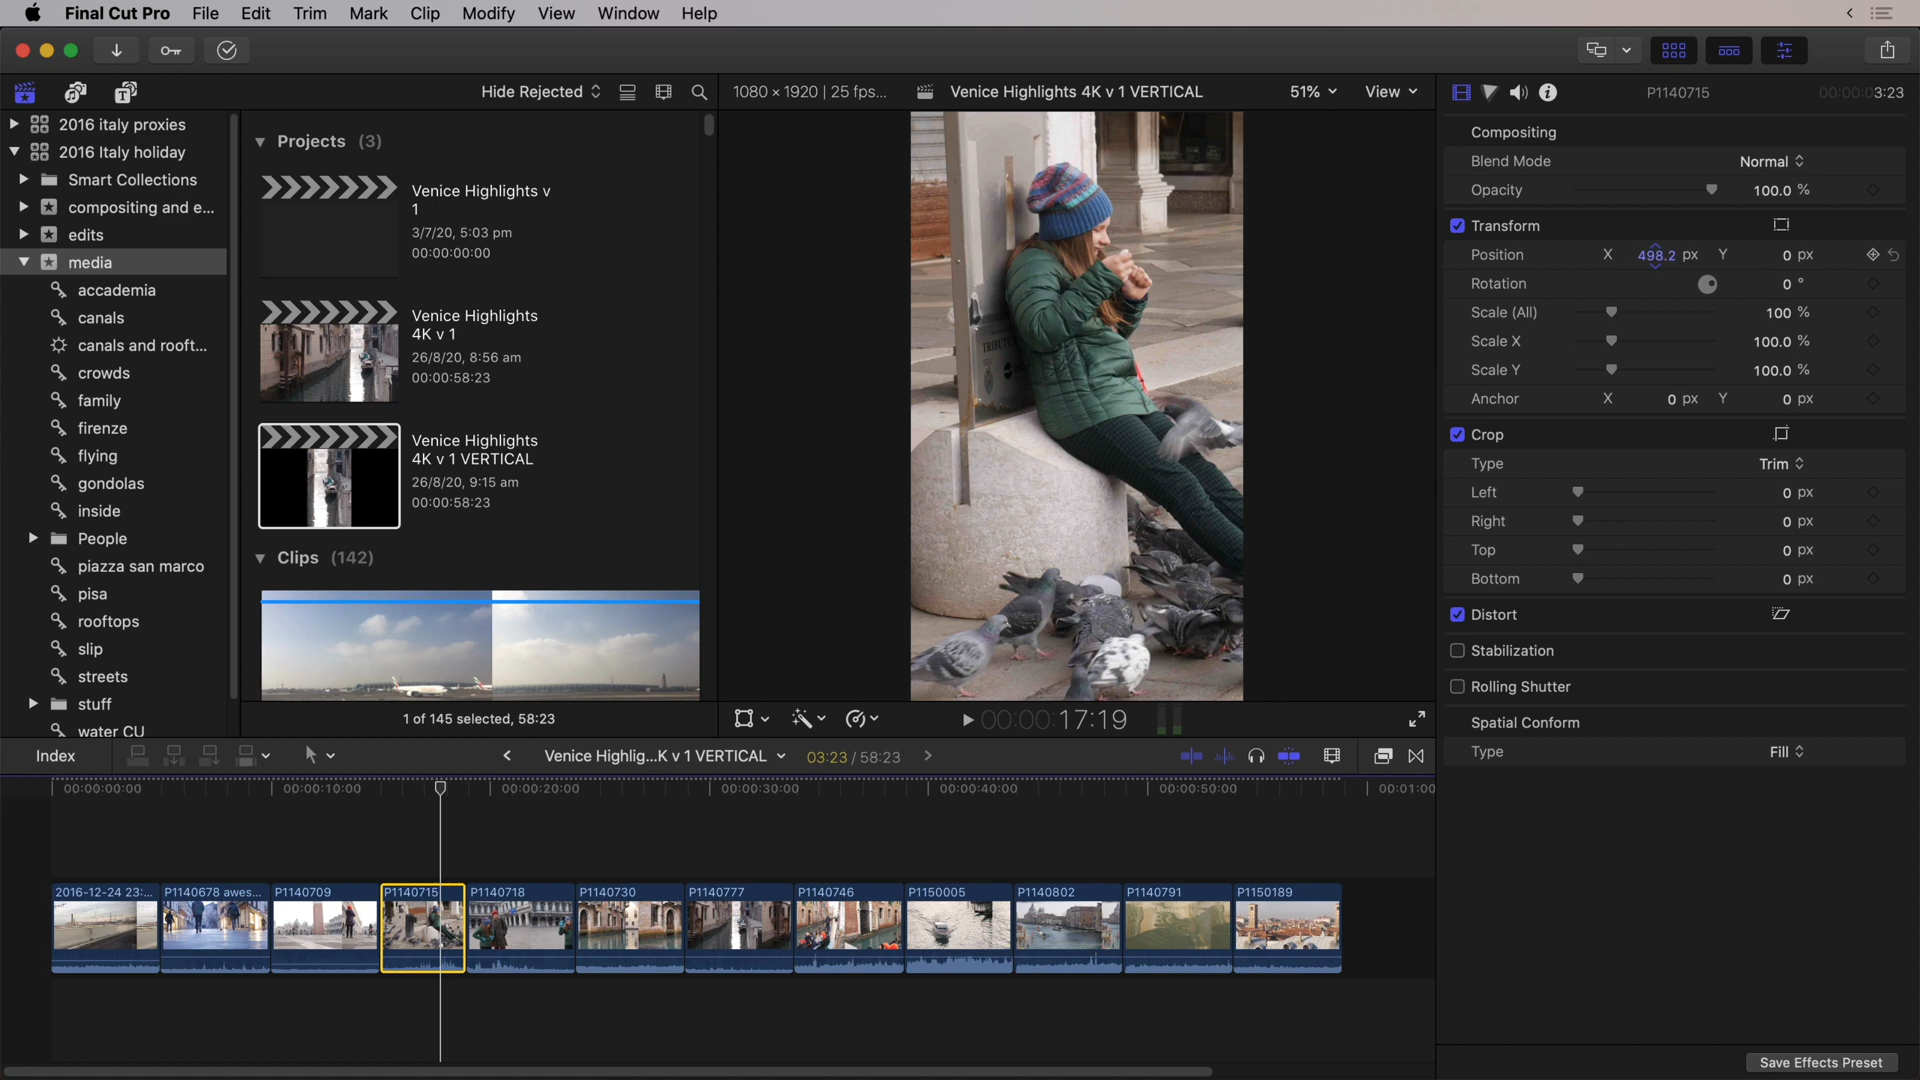 Final Cut Pro File Edit Trim Mark Clip Modify View Window Help
Hide Rejected
1080 × 1920 | 25 fps...
Venice Highlights 4K v 1 VERTICAL
51%
View
P1140715
00:00:03:23
2016 italy proxies
2016 Italy holiday
Smart Collections
compositing and e...
edits
media
accademia
canals
canals and rooft...
crowds
family
firenze
flying
gondolas
inside
People
piazza san marco
pisa
rooftops
slip
streets
stuff
water CU
Projects (3)
Venice Highlights v
1
3/7/20, 5:03 pm
00:00:00:00
Venice Highlights
4K v 1
26/8/20, 8:56 am
00:00:58:23
Venice Highlights
4K v 1 VERTICAL
26/8/20, 9:15 am
00:00:58:23
Clips (142)
1 of 145 selected, 58:23
00:00:17:19
Compositing
Blend Mode Normal
Opacity 100.0 %
Transform
Position X 498.2 px Y 0 px
Rotation 0 °
Scale (All) 100 %
Scale X 100.0 %
Scale Y 100.0 %
Anchor X 0 px Y 0 px
Crop
Type Trim
Left 0 px
Right 0 px
Top 0 px
Bottom 0 px
Distort
Stabilization
Rolling Shutter
Spatial Conform
Type Fill
Index
Venice Highlig...K v 1 VERTICAL
03:23 / 58:23
00:00:00:00 00:00:10:00 00:00:20:00 00:00:30:00 00:00:40:00 00:00:50:00 00:01:00
2016-12-24 23:... P1140678 awes... P1140709 P1140715 P1140718 P1140730 P1140777 P1140746 P1150005 P1140802 P1140791 P1150189
Save Effects Preset